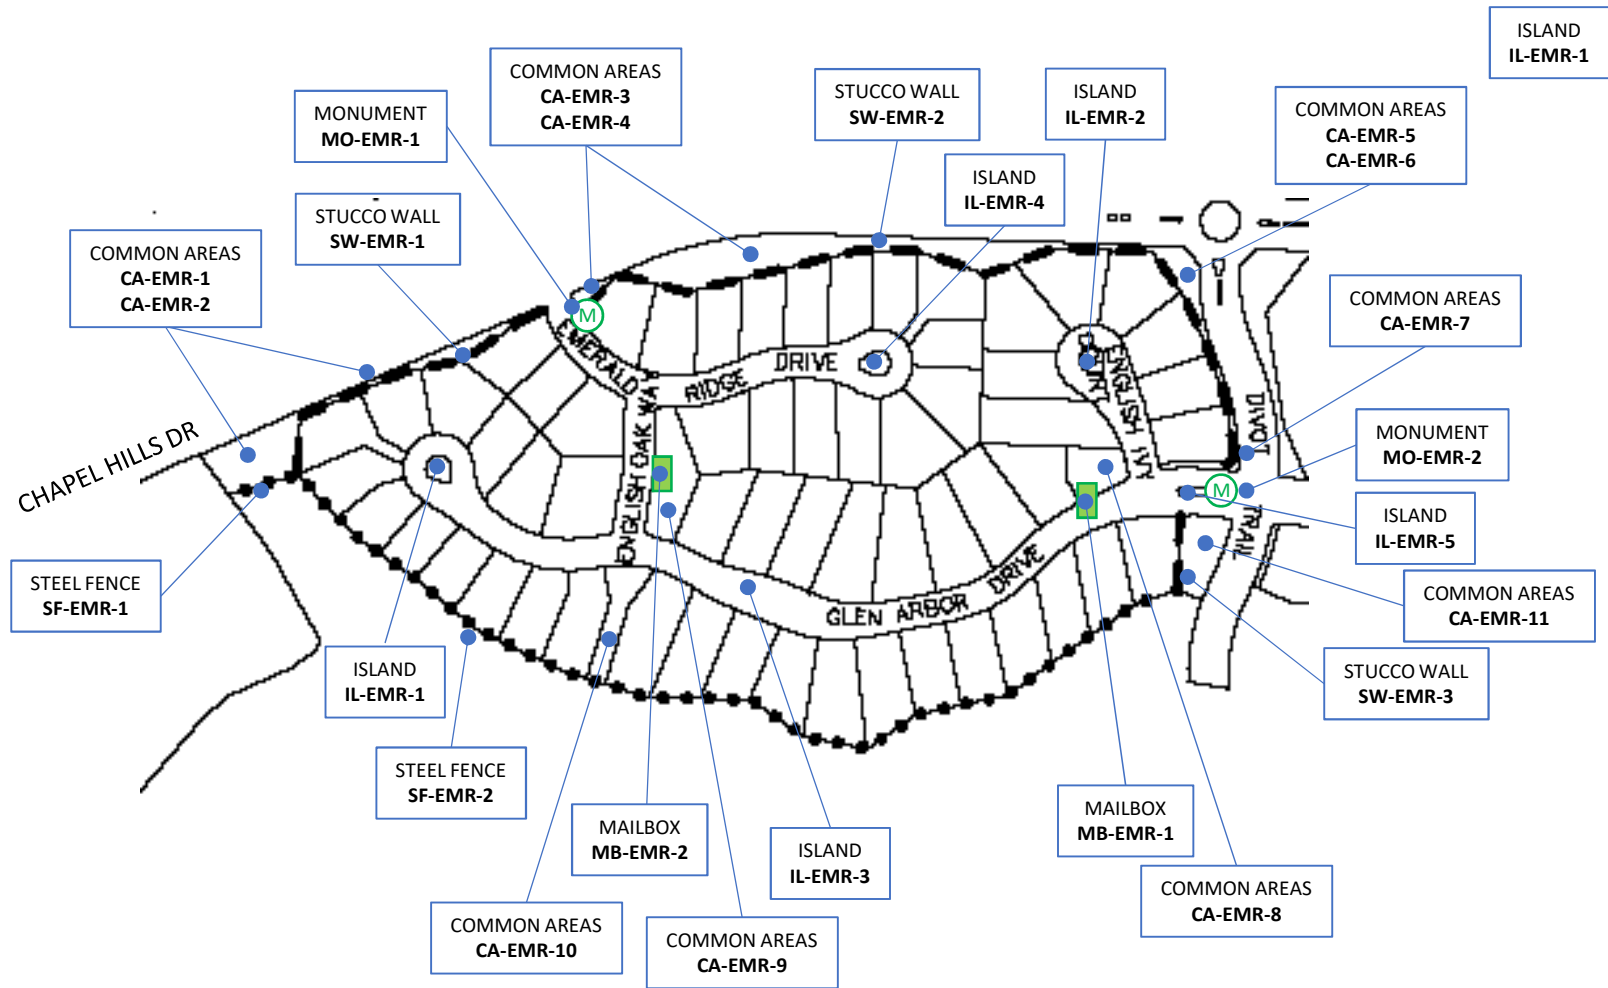 ISLAND
IL-EMR-1
COMMON AREAS
CA-EMR-3
CA-EMR-4
STUCCO WALL
SW-EMR-2
ISLAND
IL-EMR-2
COMMON AREAS
CA-EMR-5
CA-EMR-6
MONUMENT
MO-EMR-1
ISLAND
IL-EMR-4
STUCCO WALL
SW-EMR-1
COMMON AREAS
CA-EMR-1
CA-EMR-2
COMMON AREAS
CA-EMR-7
M
EMERALD
RIDGE DRIVE
ENGLISH OAK WAY
ENGLISH IVY
DIVOT
TRAIL
MONUMENT
MO-EMR-2
CHAPEL HILLS DR
M
ISLAND
IL-EMR-5
STEEL FENCE
SF-EMR-1
GLEN ARBOR DRIVE
COMMON AREAS
CA-EMR-11
ISLAND
IL-EMR-1
STUCCO WALL
SW-EMR-3
STEEL FENCE
SF-EMR-2
MAILBOX
MB-EMR-2
MAILBOX
MB-EMR-1
ISLAND
IL-EMR-3
COMMON AREAS
CA-EMR-8
COMMON AREAS
CA-EMR-10
COMMON AREAS
CA-EMR-9